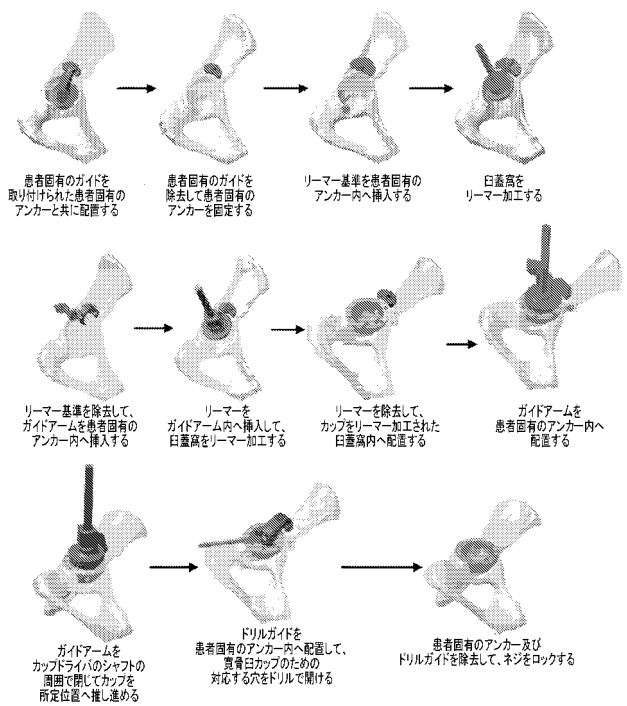 患者固有のガイドを
取り付けられた患者固有の
アンカーと共に配置する
患者固有のガイドを
除去して患者固有の
アンカーを固定する
リーマー基準を患者固有の
アンカー内へ挿入する
臼蓋窩を
リーマー加工する
リーマー基準を除去して、
ガイドアームを患者固有の
アンカー内へ挿入する
リーマーを
ガイドアーム内へ挿入して、
臼蓋窩をリーマー加工する
リーマーを除去して、
カップをリーマー加工された
臼蓋窩内へ配置する
ガイドアームを
患者固有のアンカー内へ
配置する
ガイドアームを
カップドライバのシャフトの
周囲で閉じてカップを
所定位置へ推し進める
ドリルガイドを
患者固有のアンカー内へ配置して、
寛骨臼カップのための
対応する穴をドリルで開ける
患者固有のアンカー及び
ドリルガイドを除去して、ネジをロックする